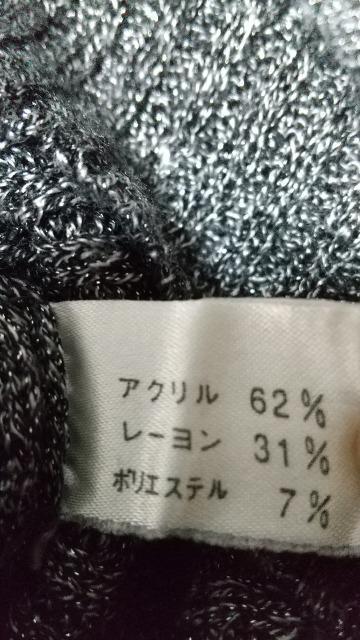 アクリル 62%
レーヨン 31%
ポリエステル 7%